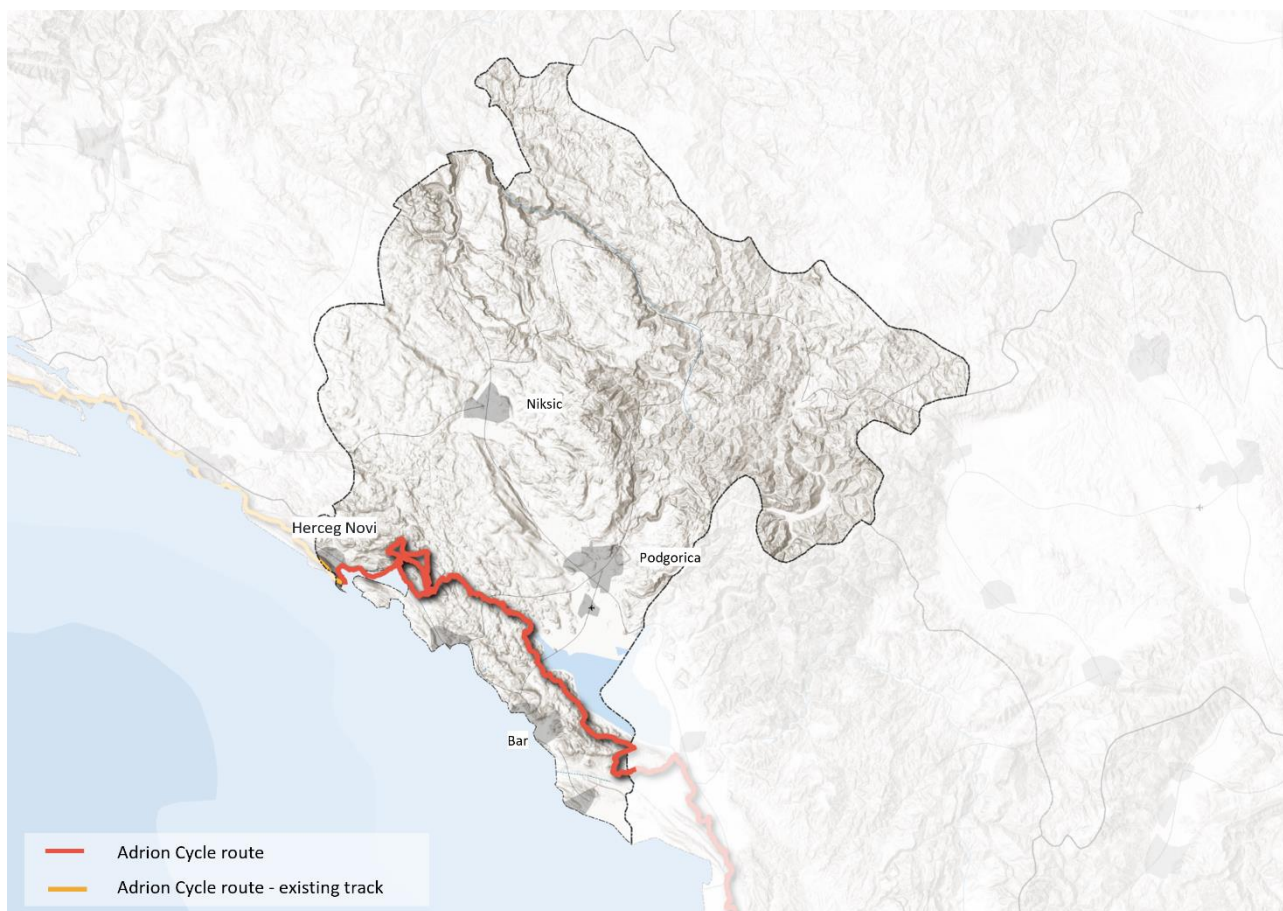 Niksic
Herceg Novi
Podgorica
Bar
Adrion Cycle route
Adrion Cycle route - existing track